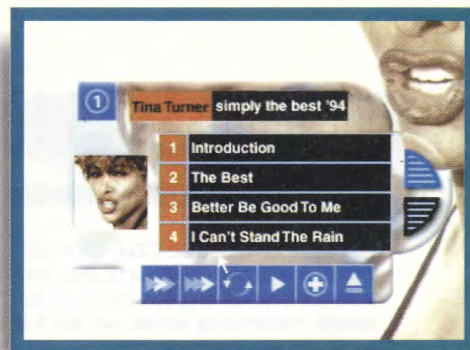 1
Tina Turner simply the best '94
1 Introduction
2 The Best
3 Better Be Good To Me
4 I Can't Stand The Rain